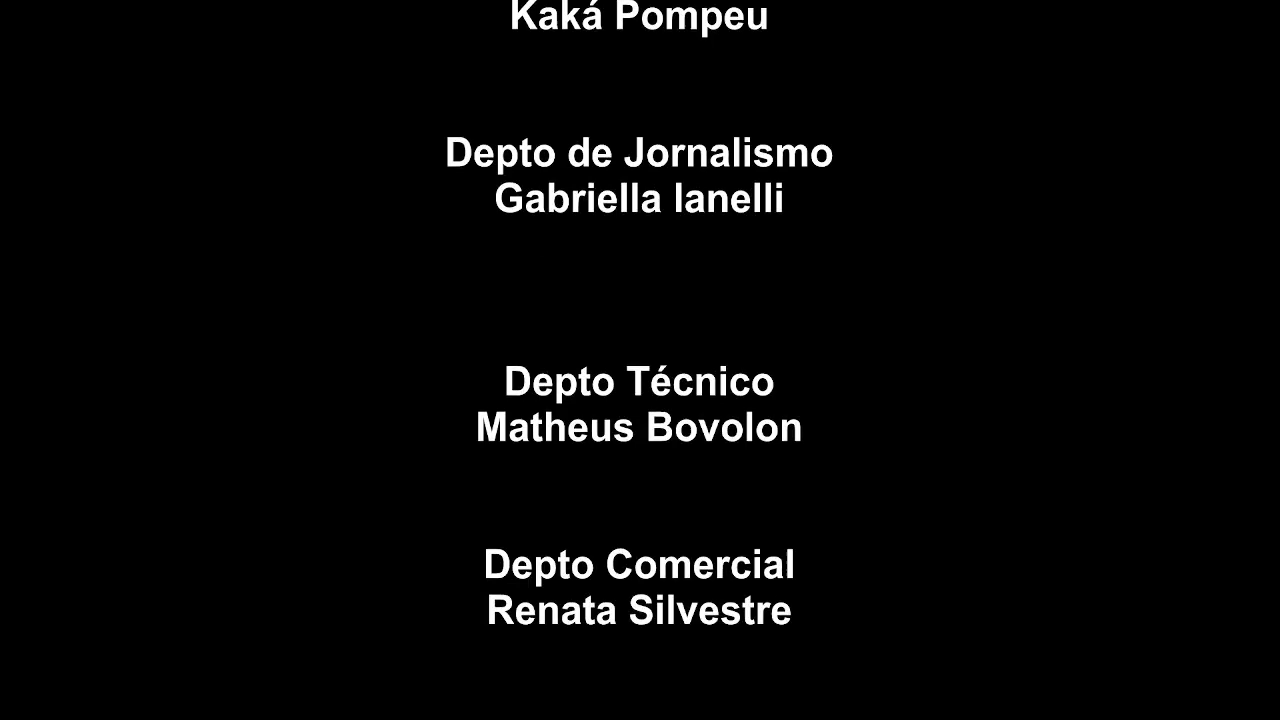 Kaká Pompeu
Depto de Jornalismo
Gabriella Ianelli
Depto Técnico
Matheus Bovolon
Depto Comercial
Renata Silvestre